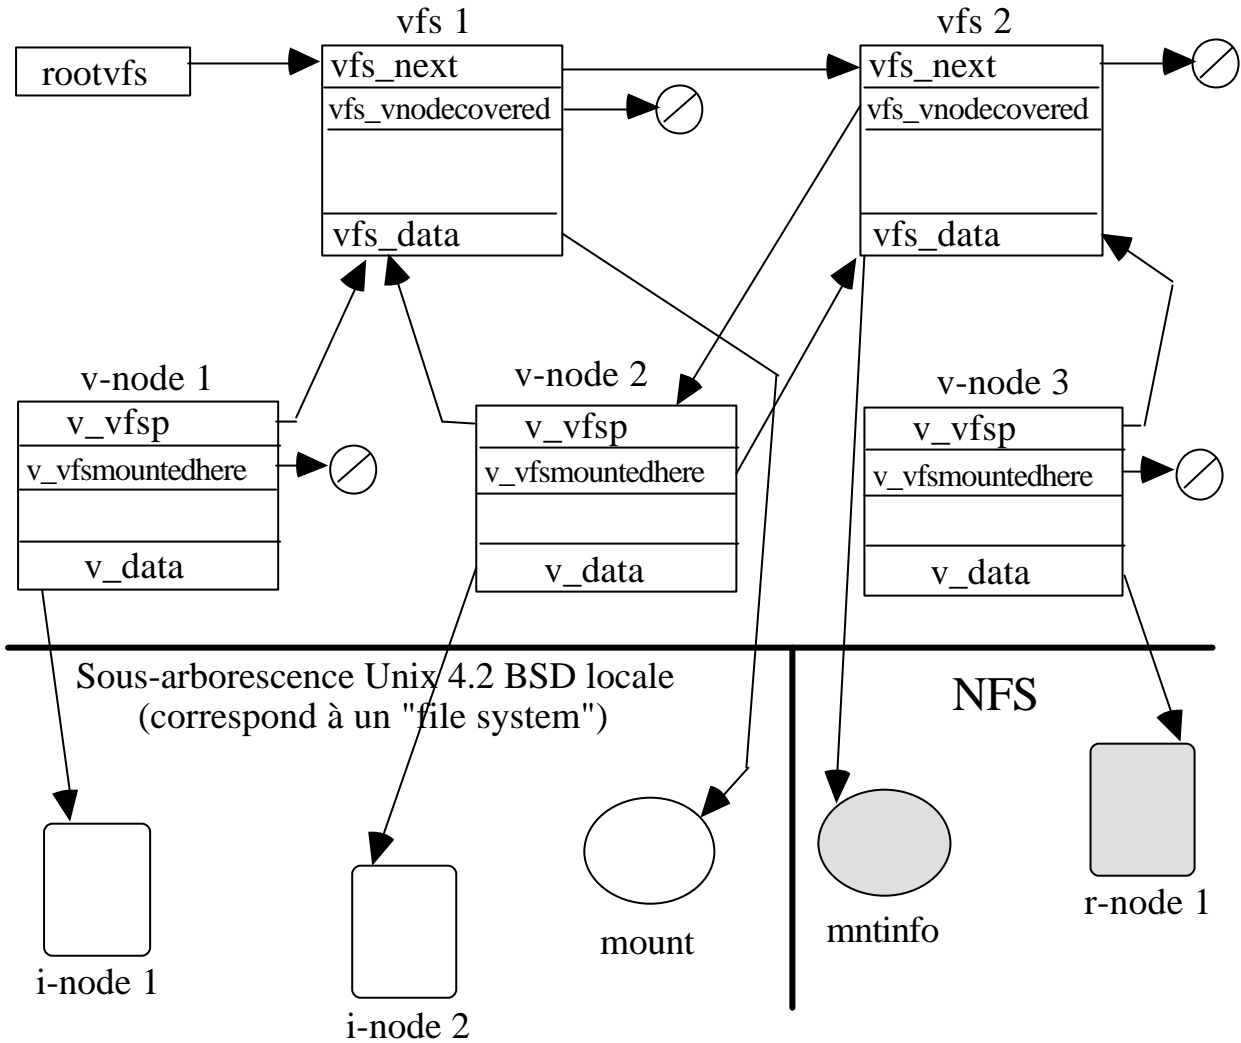 vfs 1
vfs 2
rootvfs
vfs_next
vfs_vnodecovered
vfs_data
vfs_next
vfs_vnodecovered
vfs_data
v-node 1
v_vfsp
v_vfsmountedhere
v_data
v-node 2
v_vfsp
v_vfsmountedhere
v_data
v-node 3
v_vfsp
v_vfsmountedhere
v_data
Sous-arborescence Unix 4.2 BSD locale
(correspond à un "file system")
NFS
i-node 1
i-node 2
mount
mntinfo
r-node 1